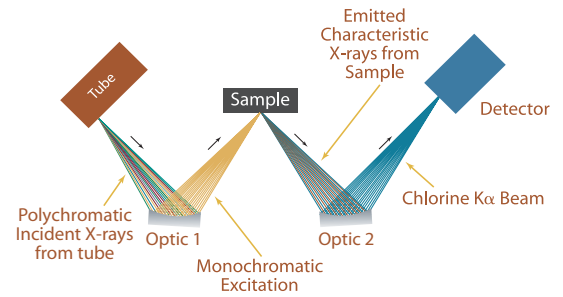 Emitted
Characteristic
X-rays from
Sample
Tube
Sample
Detector
Polychromatic
Incident X-rays
from tube
Optic 1
Monochromatic
Excitation
Optic 2
Chlorine Kα Beam